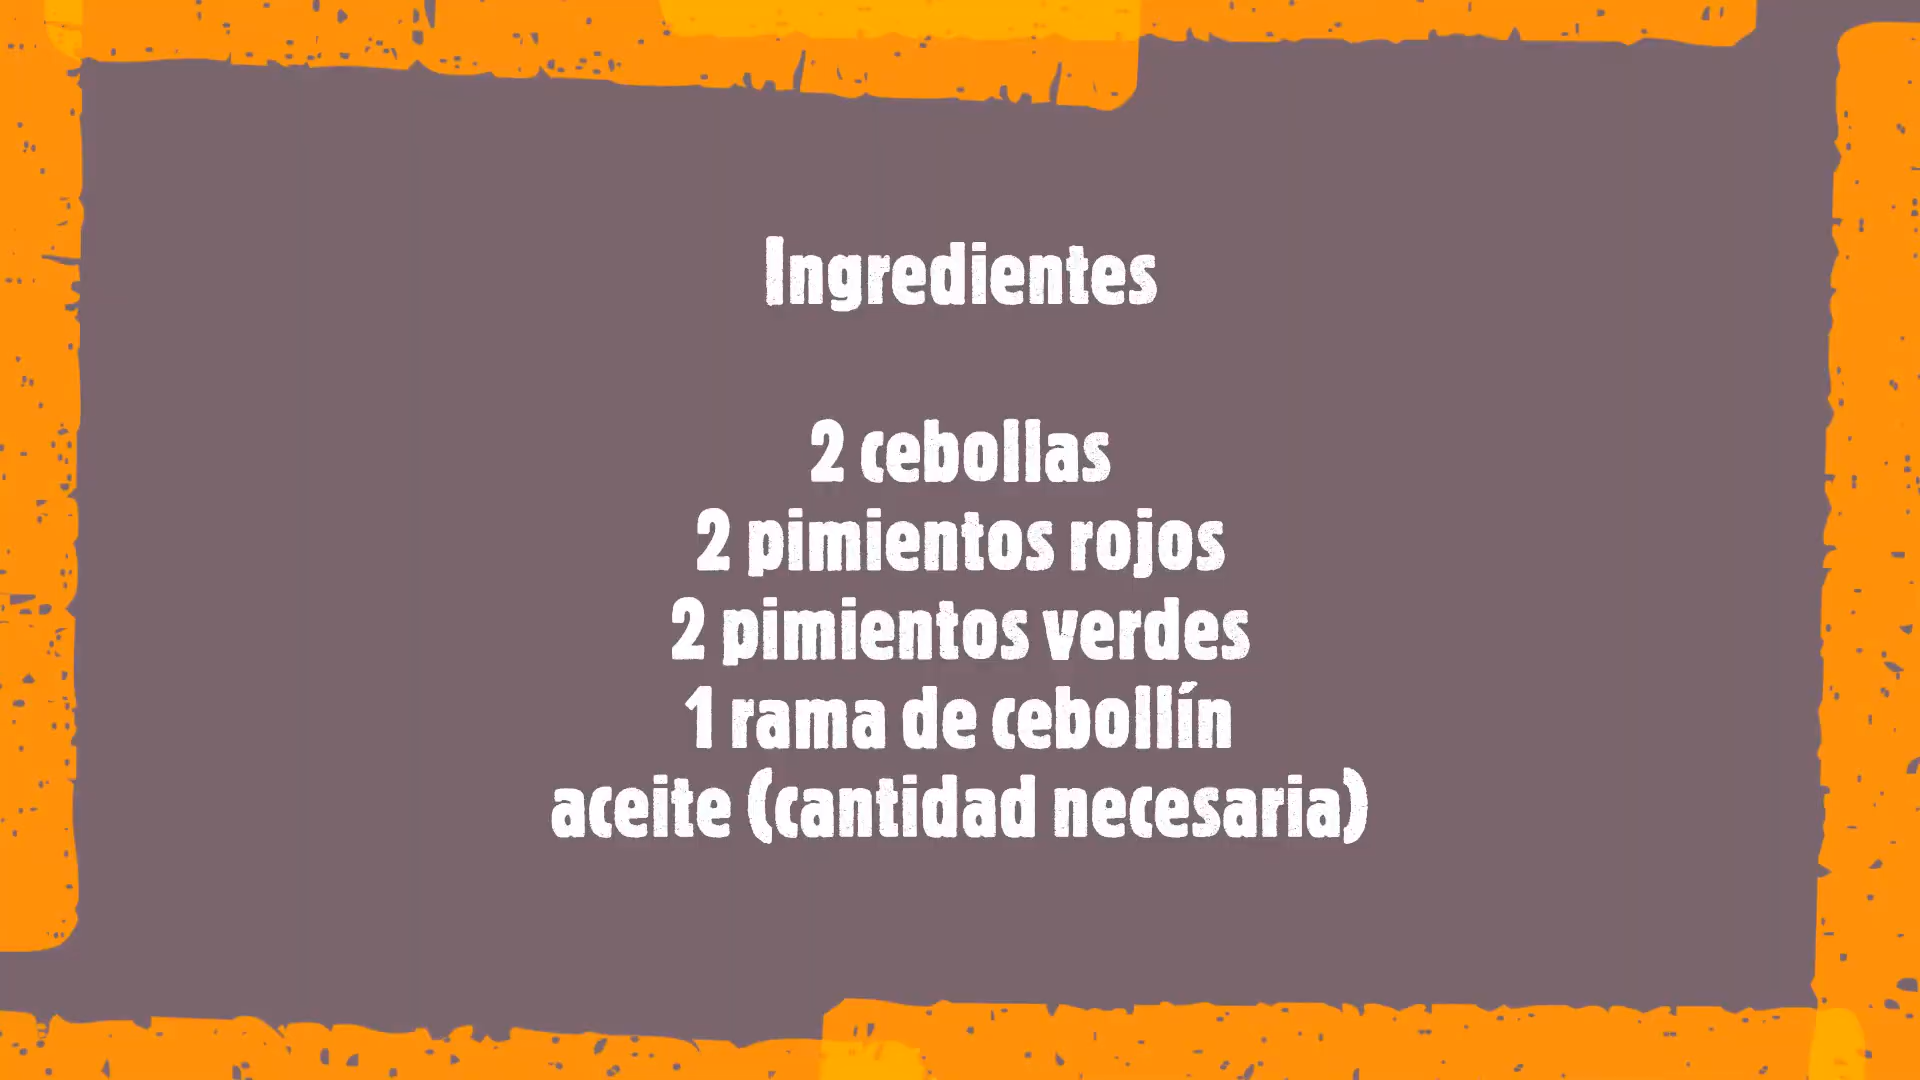 Ingredientes
2 cebollas
2 pimientos rojos
2 pimientos verdes
1 rama de cebollín
aceite (cantidad necesaria)